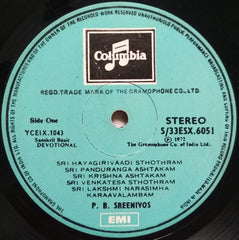 Columbia
REGD. TRADE MARK OF THE GRAMOPHONE CO., LTD.
Side One
STEREO
YCEIX.1043
S/33ESX.6051
Sanskrit Basic
DEVOTIONAL
℗ 1972
The Gramophone Co. of India Ltd.
SRI HAYAGIRIVAADI STHOTHRAM
SRI PANDURANGA ASHTAKAM
SRI KRISHNA ASHTAKAM
SRI VENKATESA STHOTHRAM
SRI LAKSHMI NARASIMHA
KARAAVALAMBAM
P. B. SREENIVOS
EMI